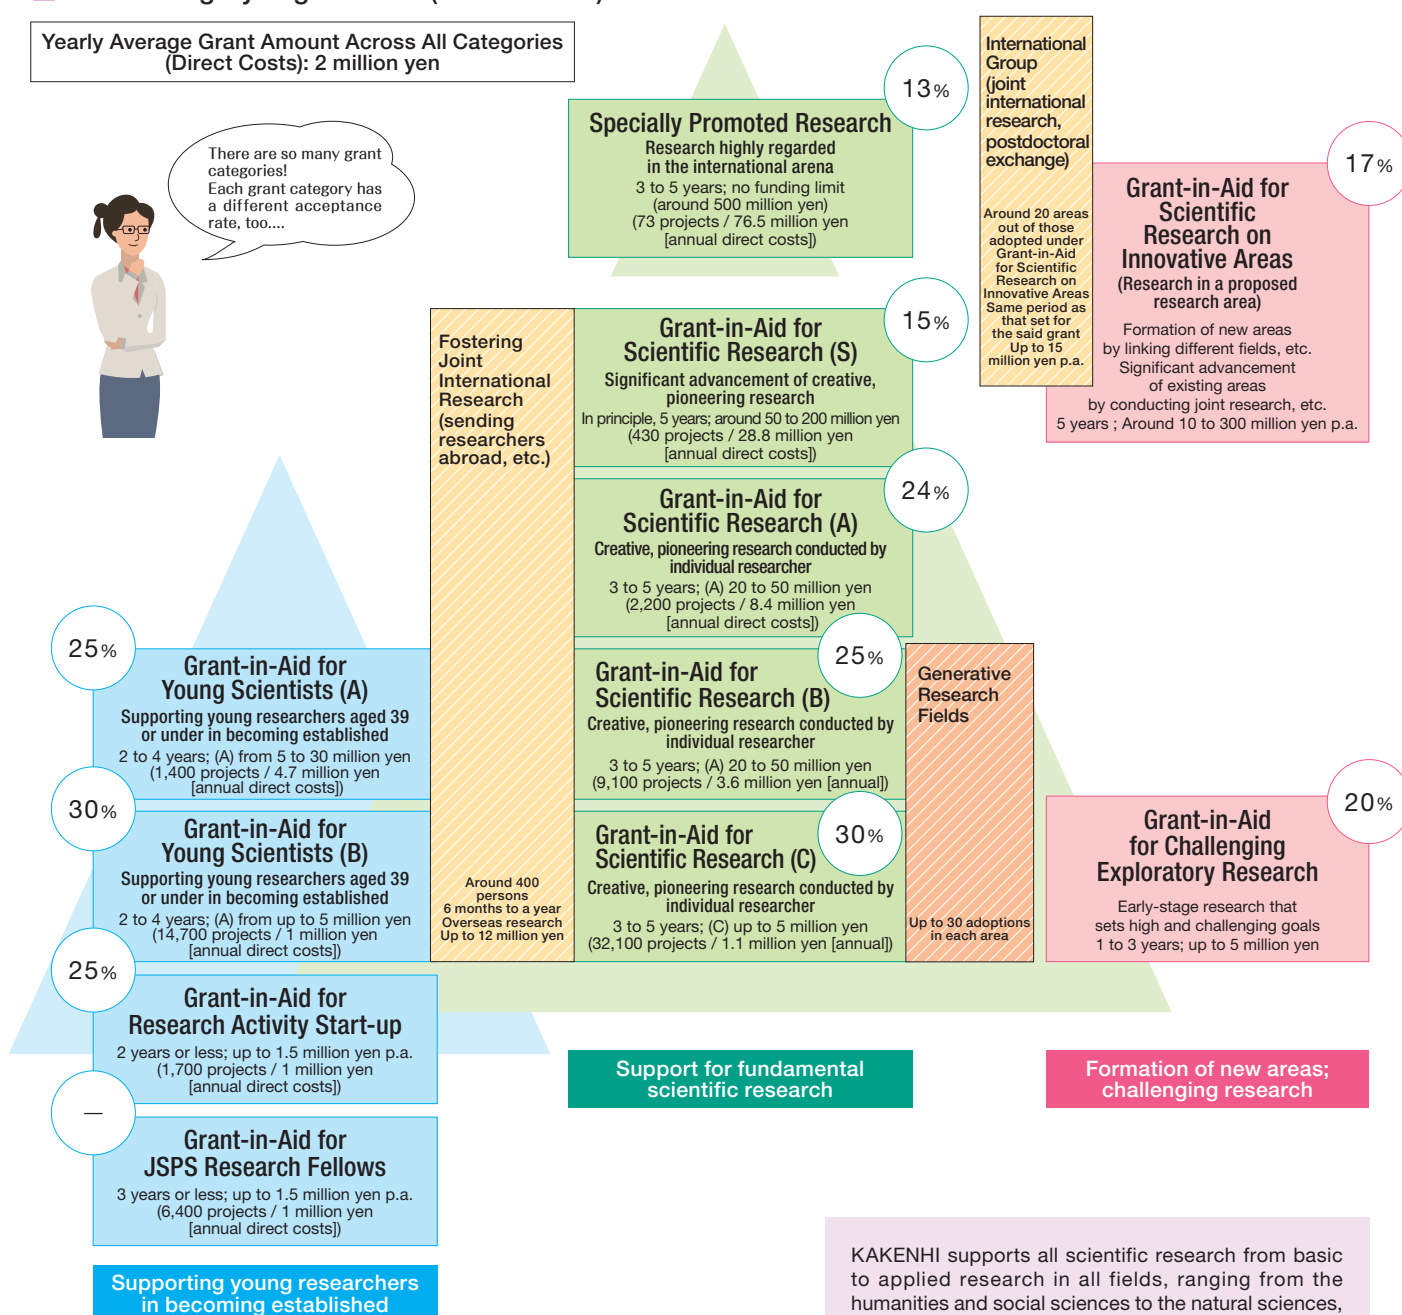 Yearly Average Grant Amount Across All Categories
(Direct Costs): 2 million yen
There are so many grant
categories!
Each grant category has
a different acceptance
rate, too....
13%
Specially Promoted Research
Research highly regarded
in the international arena
3 to 5 years; no funding limit
(around 500 million yen)
(73 projects / 76.5 million yen
[annual direct costs])
International
Group
(joint
international
research,
postdoctoral
exchange)
Around 20 areas
out of those
adopted under
Grant-in-Aid
for Scientific
Research on
Innovative Areas
Same period as
that set for
the said grant
Up to 15
million yen p.a.
17%
Grant-in-Aid for
Scientific
Research on
Innovative Areas
(Research in a proposed
research area)
Formation of new areas
by linking different fields, etc.
Significant advancement
of existing areas
by conducting joint research, etc.
5 years ; Around 10 to 300 million yen p.a.
Fostering
Joint
International
Research
(sending
researchers
abroad, etc.)
Around 400
persons
6 months to a year
Overseas research
Up to 12 million yen
15%
Grant-in-Aid for
Scientific Research (S)
Significant advancement of creative,
pioneering research
In principle, 5 years; around 50 to 200 million yen
(430 projects / 28.8 million yen
[annual direct costs])
24%
Grant-in-Aid for
Scientific Research (A)
Creative, pioneering research conducted by
individual researcher
3 to 5 years; (A) 20 to 50 million yen
(2,200 projects / 8.4 million yen
[annual direct costs])
25%
Grant-in-Aid for
Scientific Research (B)
Creative, pioneering research conducted by
individual researcher
3 to 5 years; (A) 20 to 50 million yen
(9,100 projects / 3.6 million yen [annual])
30%
Grant-in-Aid for
Scientific Research (C)
Creative, pioneering research conducted by
individual researcher
3 to 5 years; (C) up to 5 million yen
(32,100 projects / 1.1 million yen [annual])
Generative
Research
Fields
Up to 30 adoptions
in each area
25%
Grant-in-Aid for
Young Scientists (A)
Supporting young researchers aged 39
or under in becoming established
2 to 4 years; (A) from 5 to 30 million yen
(1,400 projects / 4.7 million yen
[annual direct costs])
30%
Grant-in-Aid for
Young Scientists (B)
Supporting young researchers aged 39
or under in becoming established
2 to 4 years; (A) from up to 5 million yen
(14,700 projects / 1 million yen
[annual direct costs])
25%
Grant-in-Aid for
Research Activity Start-up
2 years or less; up to 1.5 million yen p.a.
(1,700 projects / 1 million yen
[annual direct costs])
—
Grant-in-Aid for
JSPS Research Fellows
3 years or less; up to 1.5 million yen p.a.
(6,400 projects / 1 million yen
[annual direct costs])
20%
Grant-in-Aid
for Challenging
Exploratory Research
Early-stage research that
sets high and challenging goals
1 to 3 years; up to 5 million yen
Support for fundamental
scientific research
Formation of new areas;
challenging research
Supporting young researchers
in becoming established
KAKENHI supports all scientific research from basic
to applied research in all fields, ranging from the
humanities and social sciences to the natural sciences,